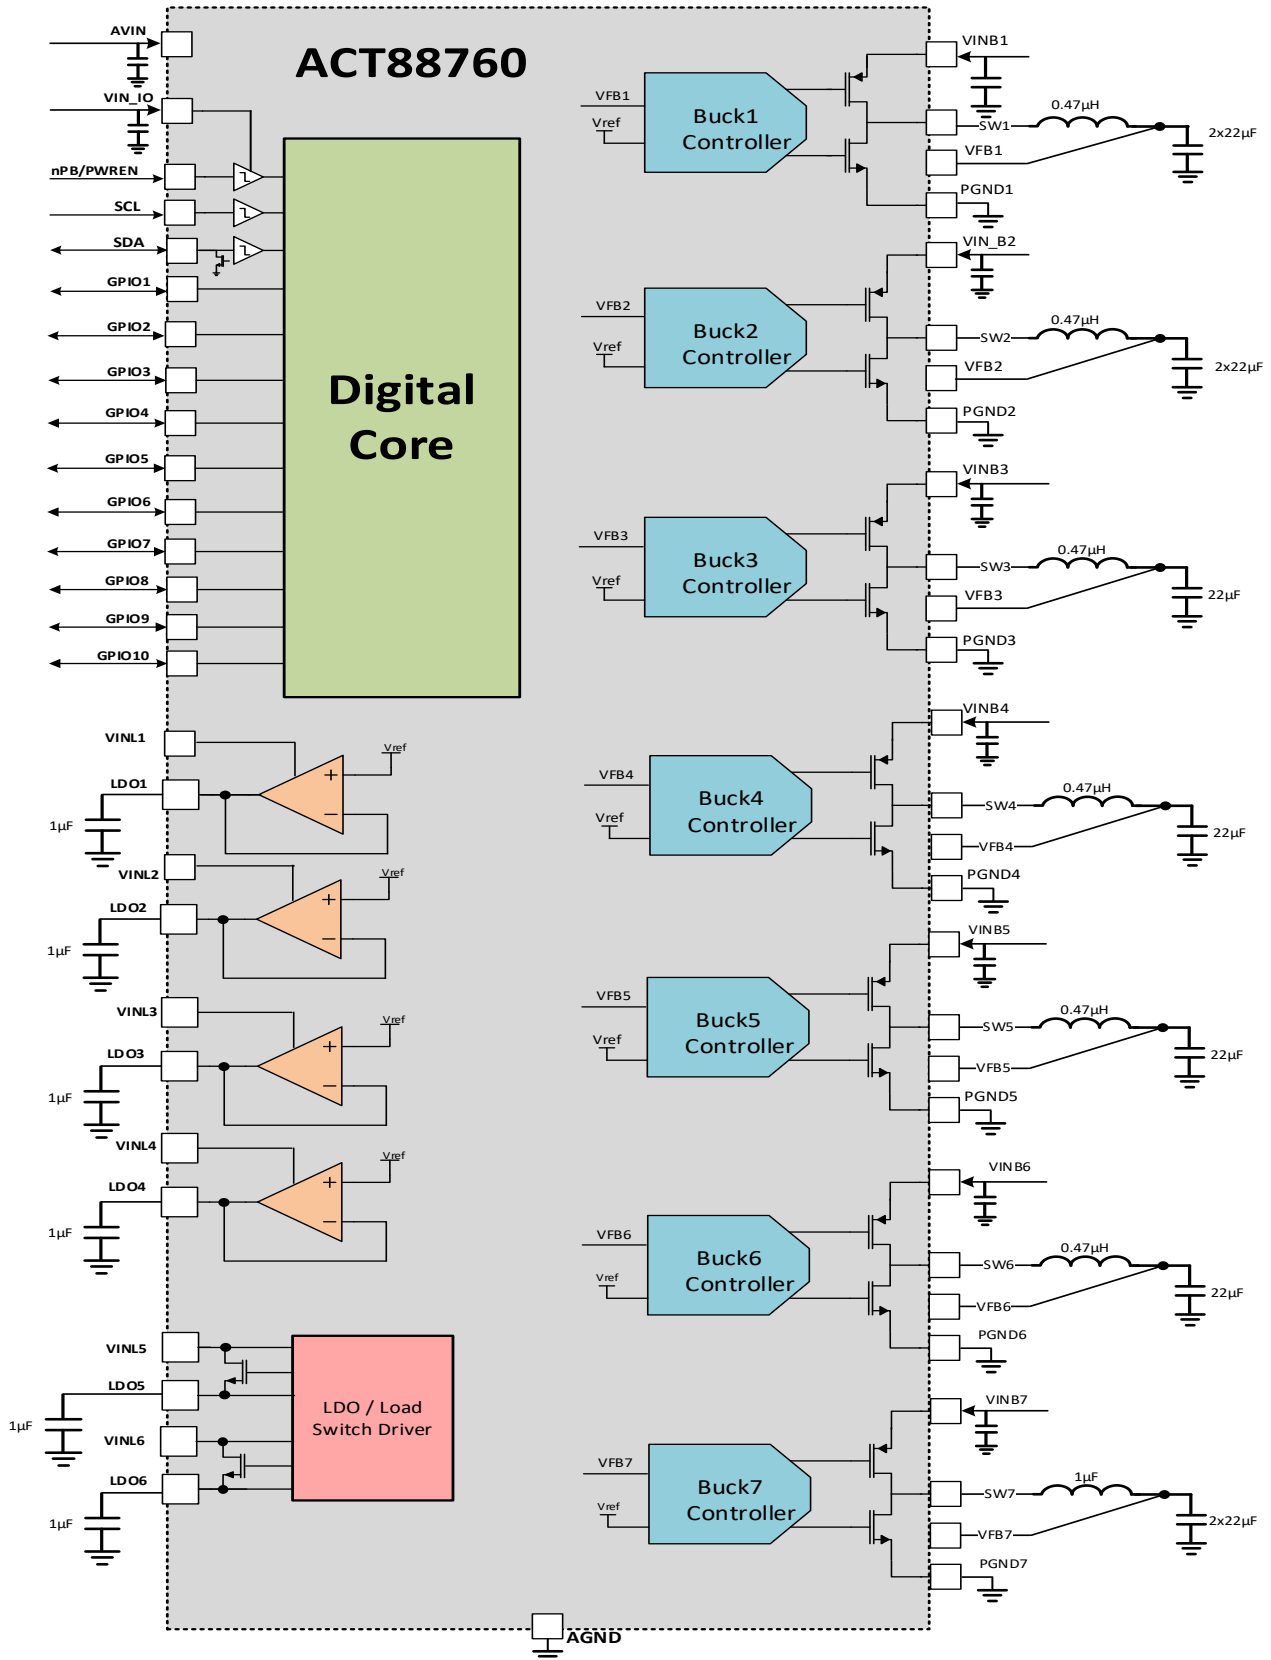 ACT88760
AVIN
VIN_IO
nPB/PWREN
SCL
SDA
GPIO1
GPIO2
GPIO3
GPIO4
GPIO5
GPIO6
GPIO7
GPIO8
GPIO9
GPIO10
Digital
Core
VINL1
LDO1
1µF
Vref
+
−
VINL2
LDO2
1µF
Vref
+
−
VINL3
LDO3
1µF
Vref
+
−
VINL4
LDO4
1µF
Vref
+
−
VINL5
LDO5
1µF
VINL6
LDO6
1µF
LDO / Load
Switch Driver
VFB1
Vref
Buck1
Controller
VINB1
SW1
0.47µH
2x22µF
VFB1
PGND1
VFB2
Vref
Buck2
Controller
VIN_B2
SW2
0.47µH
2x22µF
VFB2
PGND2
VFB3
Vref
Buck3
Controller
VINB3
SW3
0.47µH
22µF
VFB3
PGND3
VFB4
Vref
Buck4
Controller
VINB4
SW4
0.47µH
22µF
VFB4
PGND4
VFB5
Vref
Buck5
Controller
VINB5
SW5
0.47µH
22µF
VFB5
PGND5
VFB6
Vref
Buck6
Controller
VINB6
SW6
0.47µH
22µF
VFB6
PGND6
VFB7
Vref
Buck7
Controller
VINB7
SW7
1µF
2x22µF
VFB7
PGND7
AGND